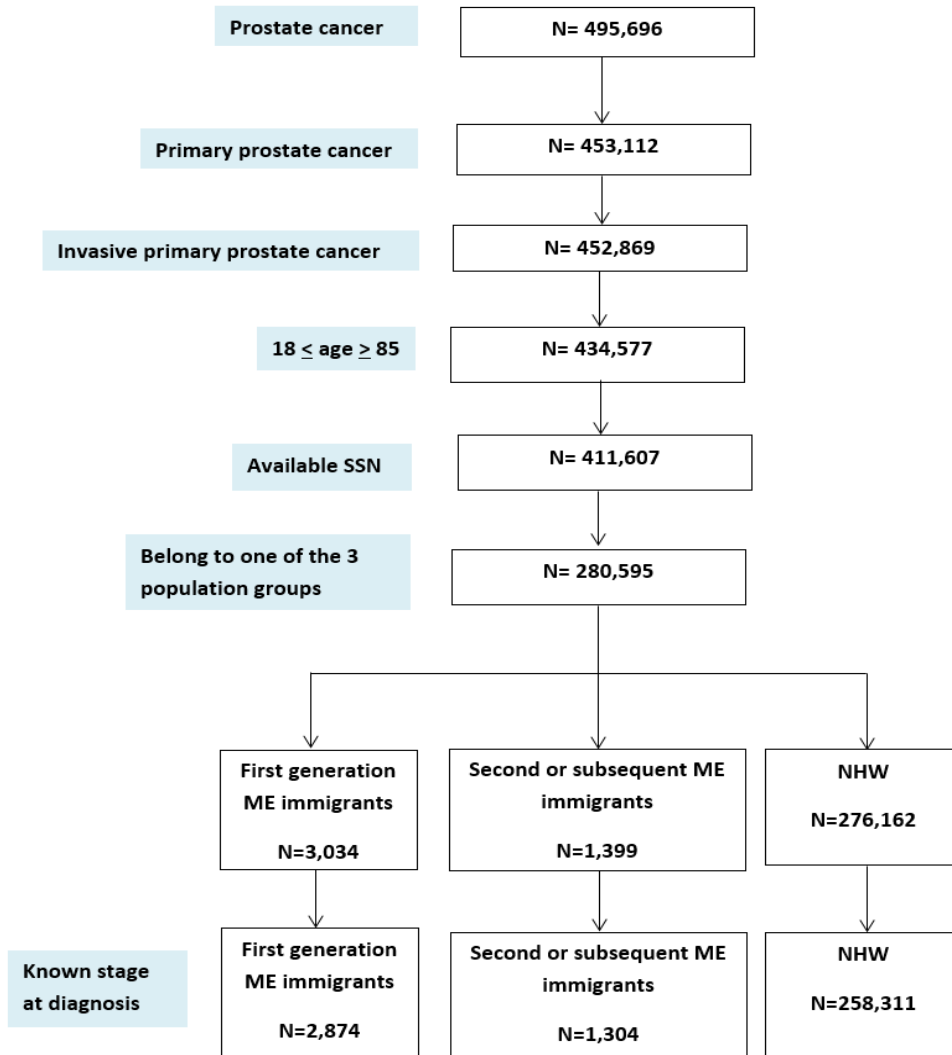 Prostate cancer
N= 495,696
Primary prostate cancer
N= 453,112
Invasive primary prostate cancer
N= 452,869
18 < age > 85
N= 434,577
Available SSN
N= 411,607
Belong to one of the 3
population groups
N= 280,595
First generation
ME immigrants
N=3,034
Second or subsequent ME
immigrants
N=1,399
NHW
N=276,162
Known stage
at diagnosis
First generation
ME immigrants
N=2,874
Second or subsequent ME
immigrants
N=1,304
NHW
N=258,311